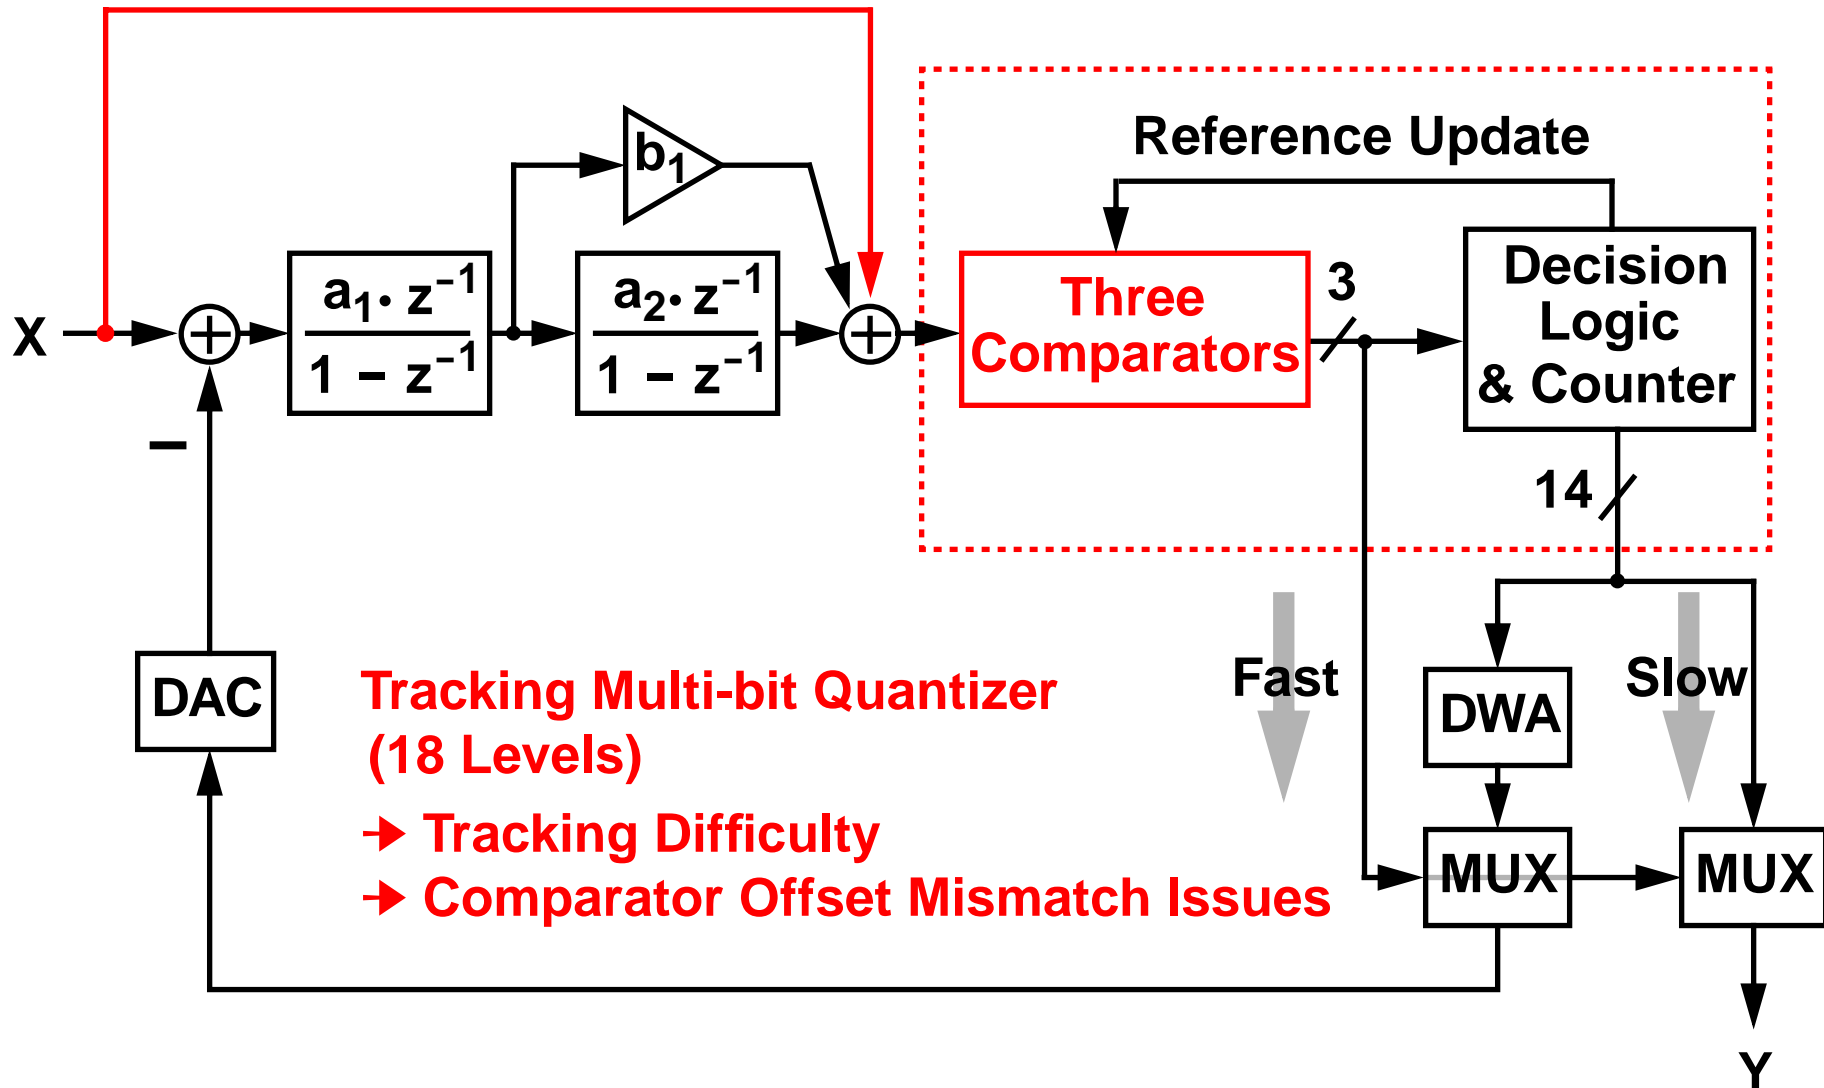 Reference Update
b1
X
+
a1· z−1
1 − z−1
a2· z−1
1 − z−1
+
Three
Comparators
3
Decision
Logic
& Counter
−
14
Fast
Slow
DAC
Tracking Multi-bit Quantizer
(18 Levels)
DWA
→ Tracking Difficulty
→ Comparator Offset Mismatch Issues
MUX
MUX
Y